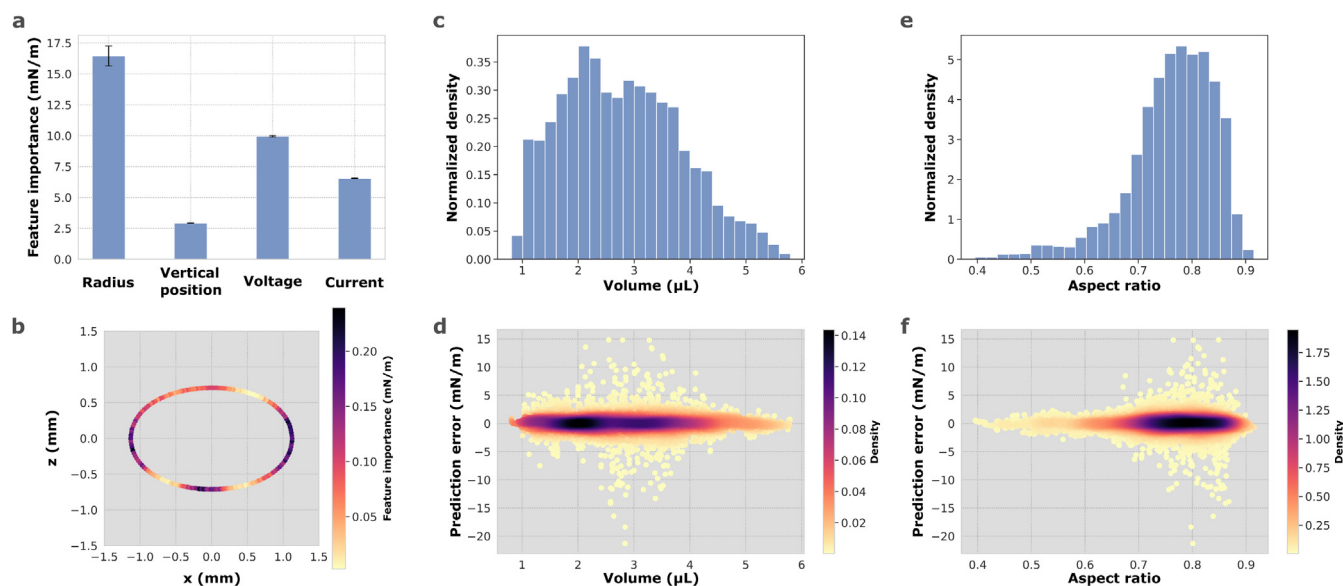 a
Feature importance (mN/m)
17.5
15.0
12.5
10.0
7.5
5.0
2.5
0.0
Radius
Vertical
position
Voltage
Current
b
z (mm)
1.5
1.0
0.5
0.0
−0.5
−1.0
−1.5
−1.5 −1.0 −0.5 0.0 0.5 1.0 1.5
x (mm)
0.20
0.15
0.10
0.05
Feature importance (mN/m)
c
Normalized density
0.35
0.30
0.25
0.20
0.15
0.10
0.05
0.00
1 2 3 4 5 6
Volume (μL)
d
Prediction error (mN/m)
15
10
5
0
−5
−10
−15
−20
1 2 3 4 5 6
Volume (μL)
0.14
0.12
0.10
0.08
0.06
0.04
0.02
Density
e
Normalized density
5
4
3
2
1
0
0.4 0.5 0.6 0.7 0.8 0.9
Aspect ratio
f
Prediction error (mN/m)
15
10
5
0
−5
−10
−15
−20
0.4 0.5 0.6 0.7 0.8 0.9
Aspect ratio
1.75
1.50
1.25
1.00
0.75
0.50
0.25
Density